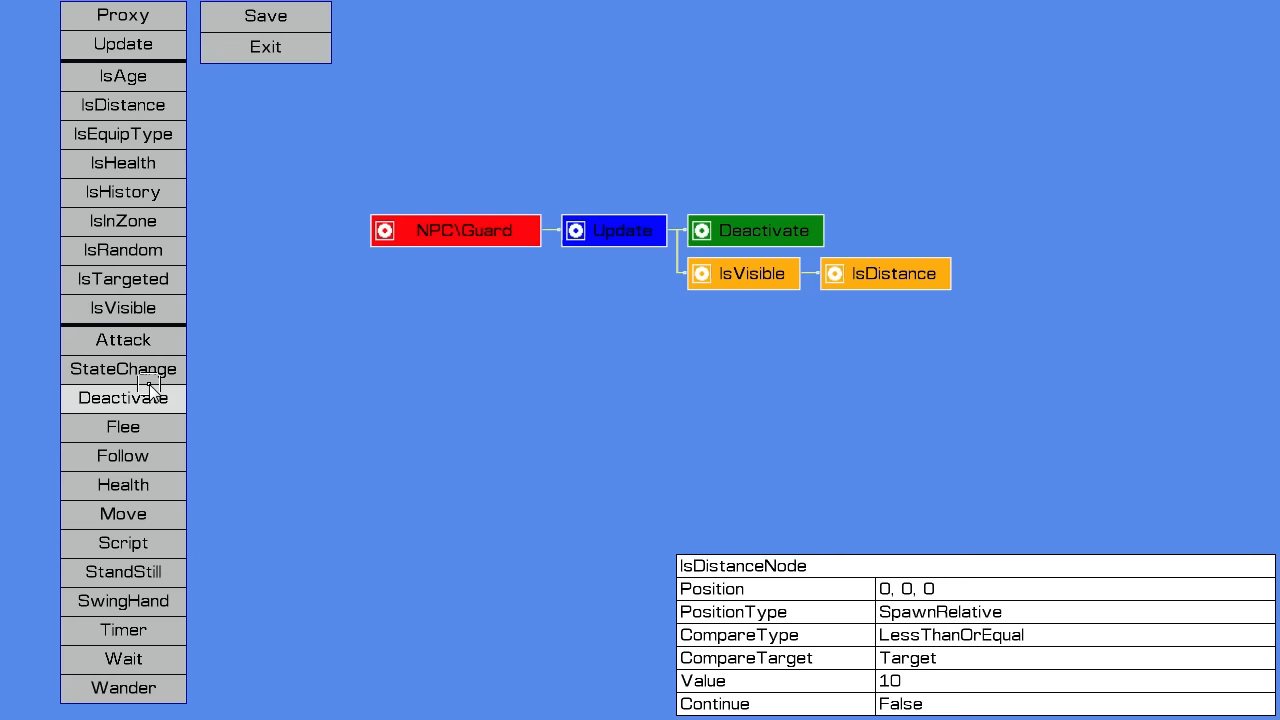 Proxy
Update
IsAge
IsDistance
IsEquipType
IsHealth
IsHistory
IsInZone
IsRandom
IsTargeted
IsVisible
Attack
StateChange
Deactivate
Flee
Follow
Health
Move
Script
StandStill
SwingHand
Timer
Wait
Wander
Save
Exit
NPC\Guard
Update
Deactivate
IsVisible
IsDistance
IsDistanceNode
Position 0, 0, 0
PositionType SpawnRelative
CompareType LessThanOrEqual
CompareTarget Target
Value 10
Continue False